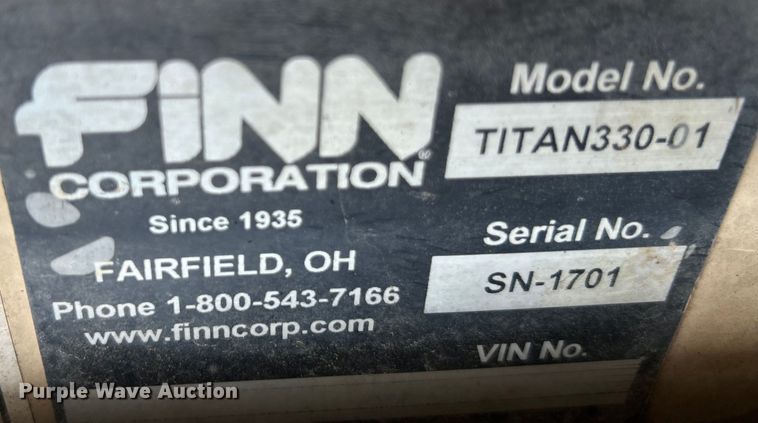 FINN
CORPORATION®
Since 1935
FAIRFIELD, OH
Phone 1-800-543-7166
www.finncorp.com
Model No.
TITAN330-01
Serial No.
SN-1701
VIN No.
Purple Wave Auction